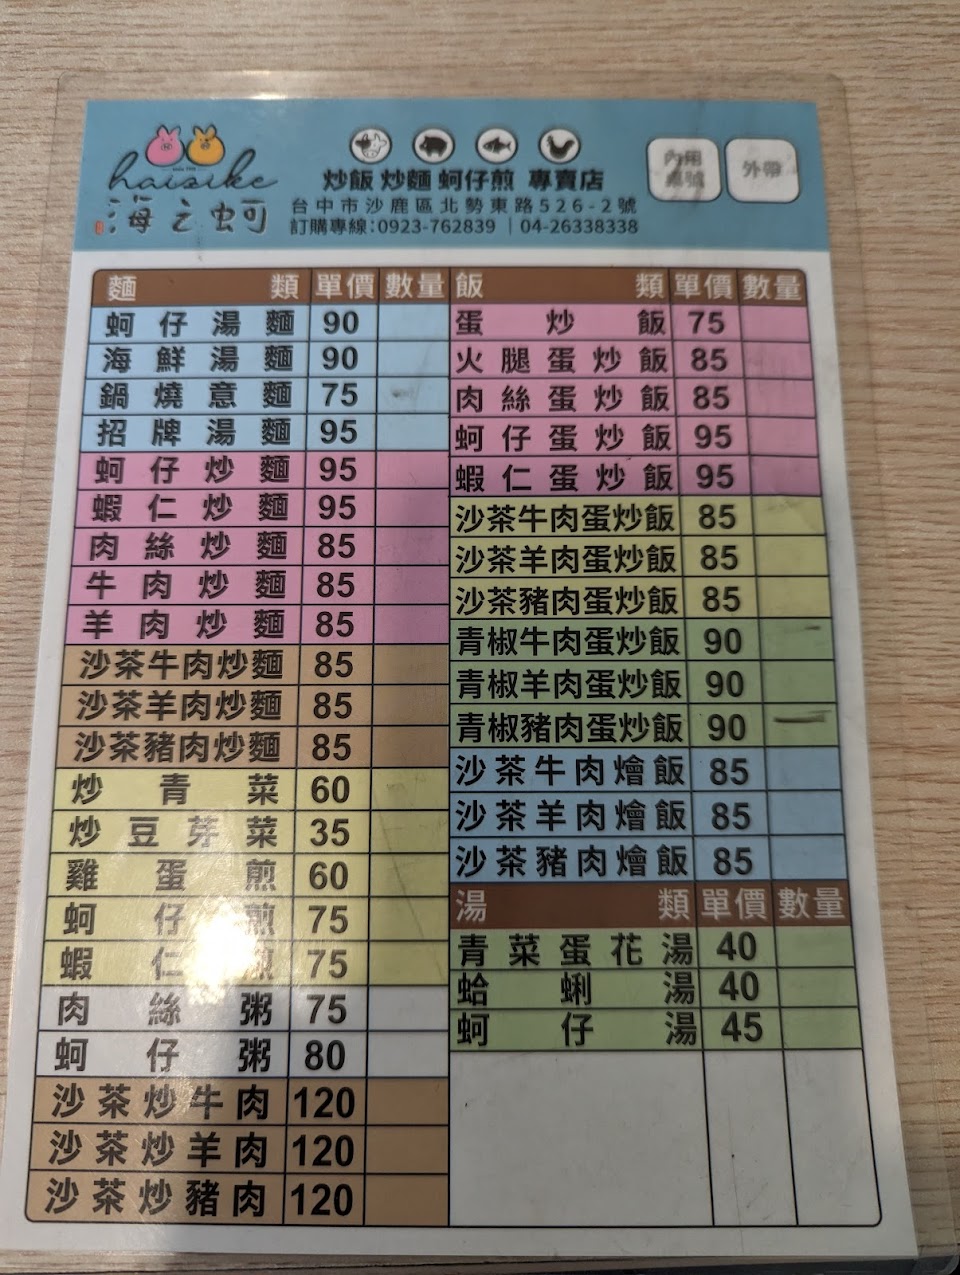 haisike
海之蚵
炒飯 炒麵 蚵仔煎 專賣店
台中市沙鹿區北勢東路526-2號
訂購專線:0923-762839 | 04-26338338
內用
桌號
外帶
麵類 單價 數量
蚵仔湯麵 90
海鮮湯麵 90
鍋燒意麵 75
招牌湯麵 95
蚵仔炒麵 95
蝦仁炒麵 95
肉絲炒麵 85
牛肉炒麵 85
羊肉炒麵 85
沙茶牛肉炒麵 85
沙茶羊肉炒麵 85
沙茶豬肉炒麵 85
炒青菜 60
炒豆芽菜 35
雞蛋煎 60
蚵仔煎 75
蝦仁煎 75
肉絲粥 75
蚵仔粥 80
沙茶炒牛肉 120
沙茶炒羊肉 120
沙茶炒豬肉 120
飯類 單價 數量
蛋炒飯 75
火腿蛋炒飯 85
肉絲蛋炒飯 85
蚵仔蛋炒飯 95
蝦仁蛋炒飯 95
沙茶牛肉蛋炒飯 85
沙茶羊肉蛋炒飯 85
沙茶豬肉蛋炒飯 85
青椒牛肉蛋炒飯 90
青椒羊肉蛋炒飯 90
青椒豬肉蛋炒飯 90
沙茶牛肉燴飯 85
沙茶羊肉燴飯 85
沙茶豬肉燴飯 85
湯類 單價 數量
青菜蛋花湯 40
蛤蜊湯 40
蚵仔湯 45